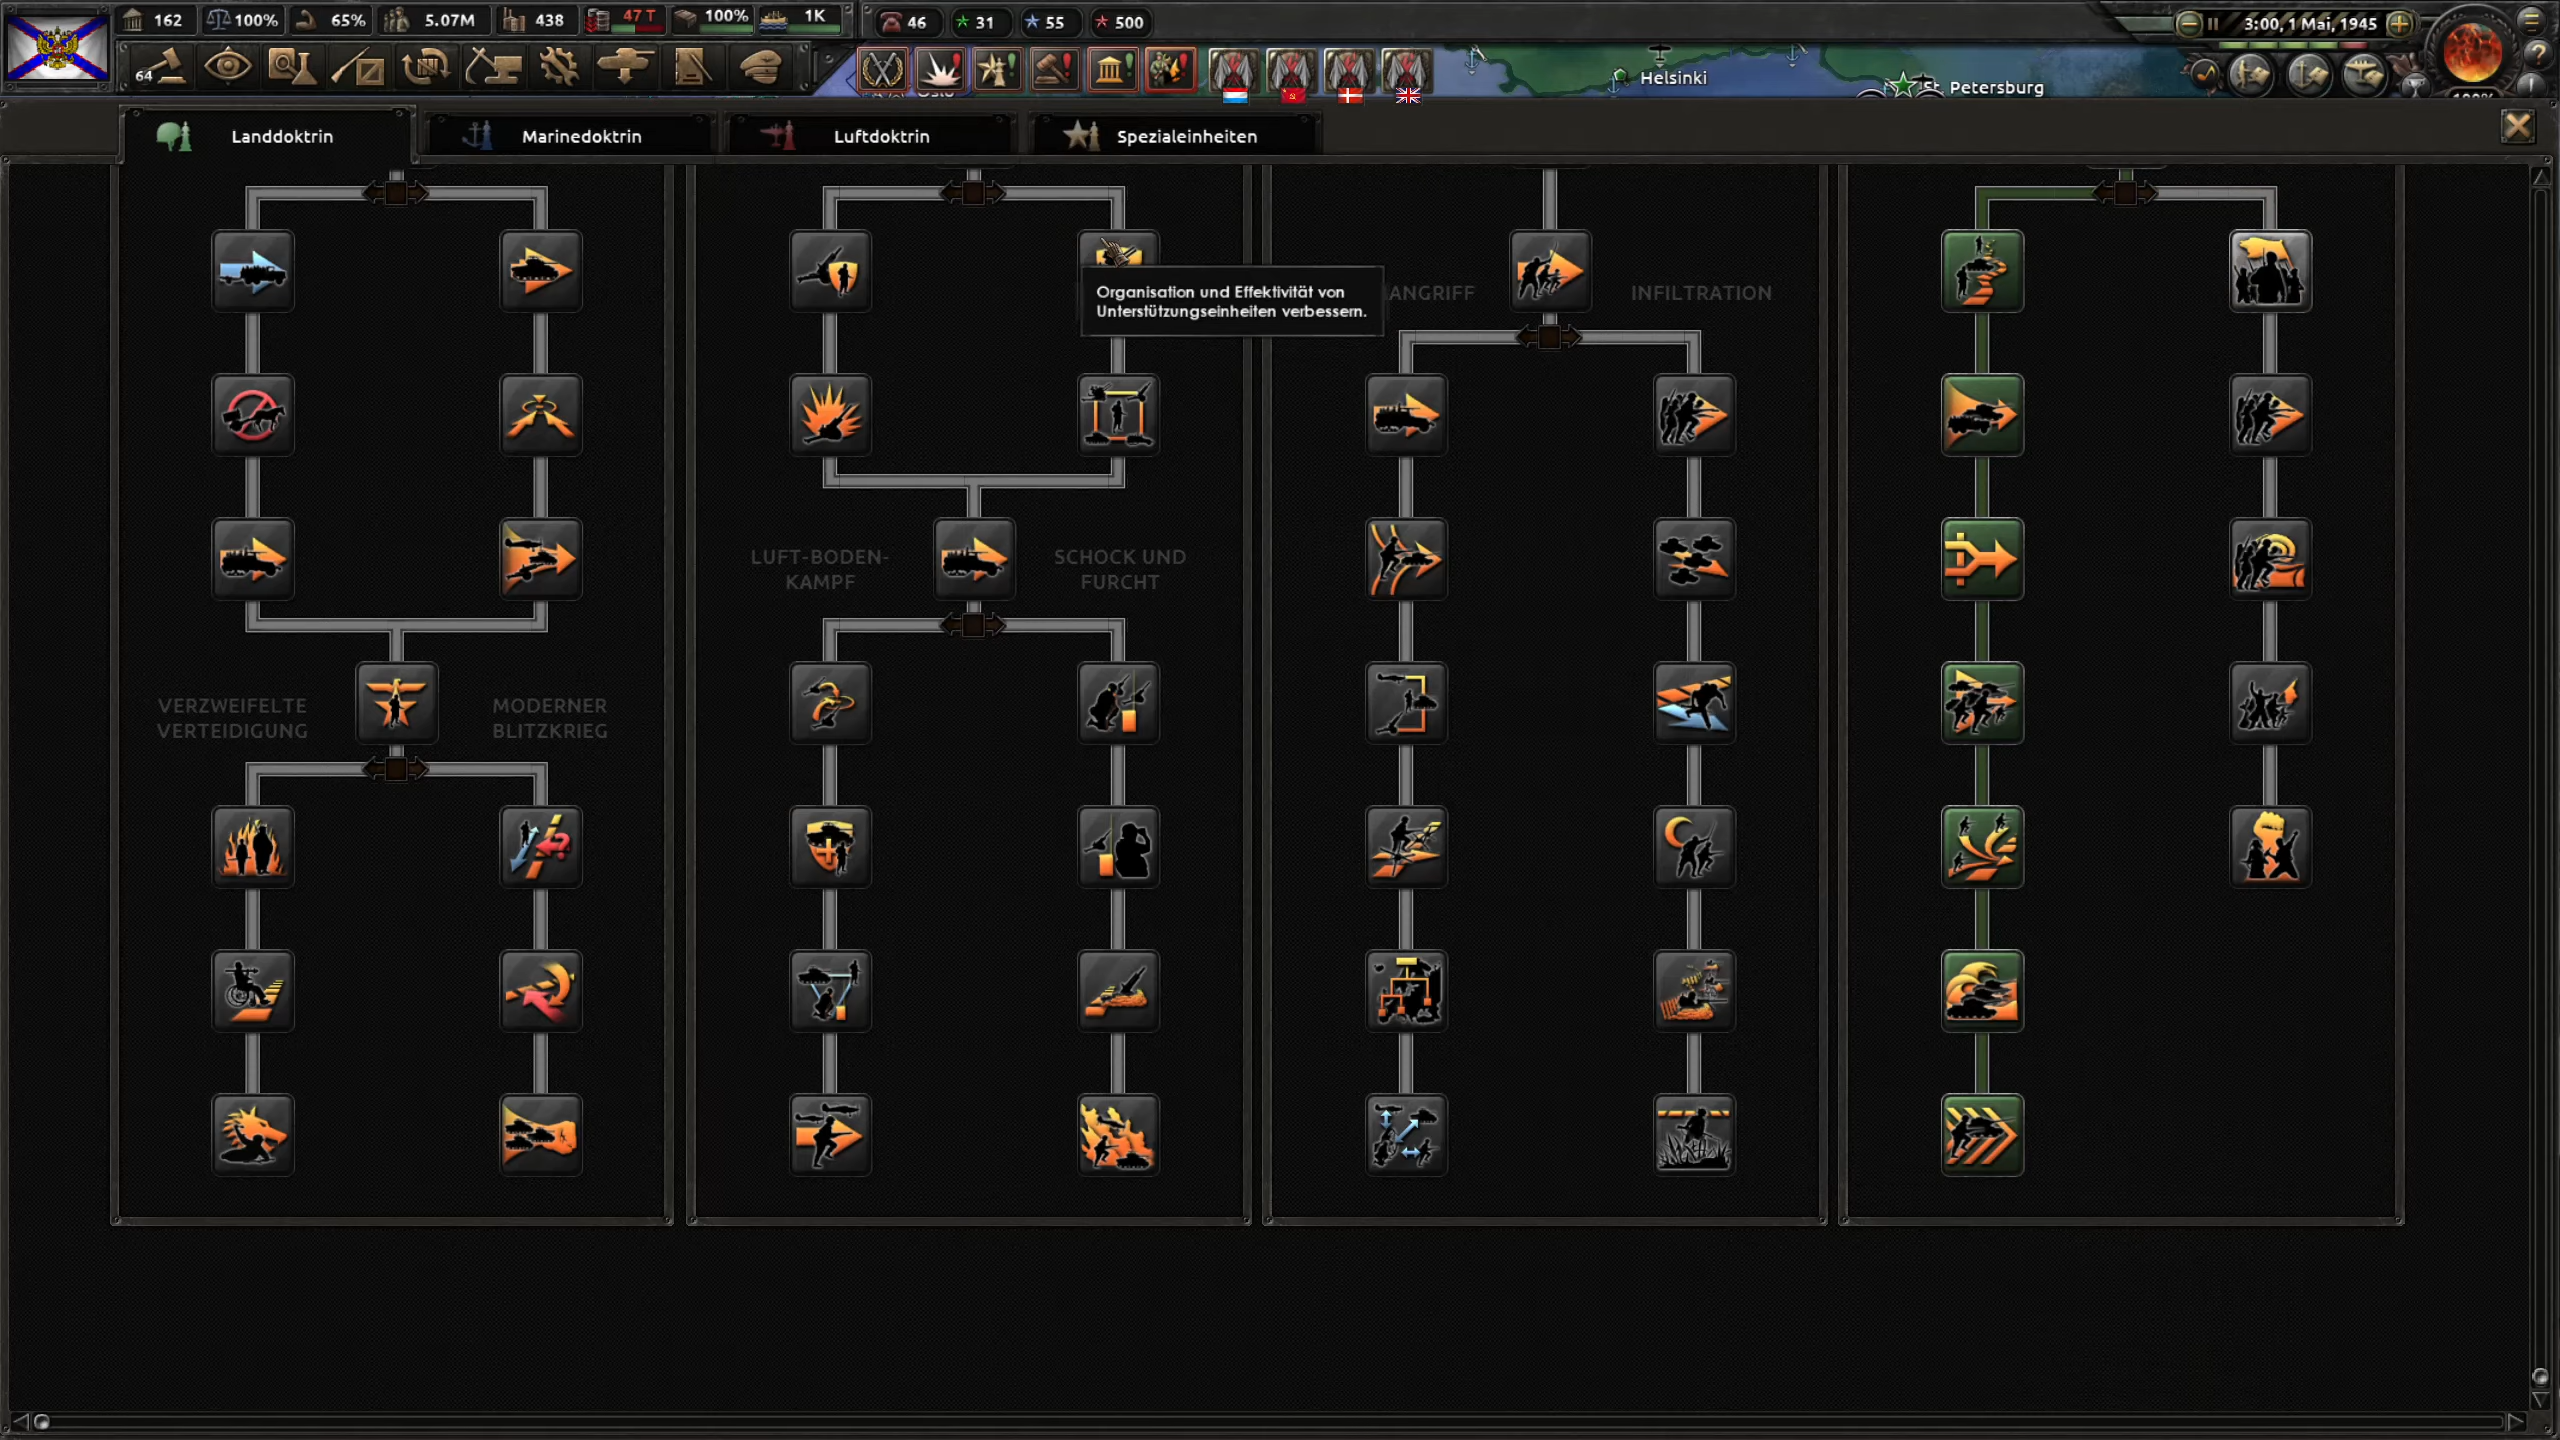 162
100%
65%
5.07M
438
47 T
100%
1K
46
31
55
500
3:00, 1 Mai, 1945
64
Helsinki
Petersburg
Landdoktrin
Marinedoktrin
Luftdoktrin
Spezialeinheiten
Organisation und Effektivität von
Unterstützungseinheiten verbessern.
ANGRIFF
INFILTRATION
LUFT-BODEN-
KAMPF
SCHOCK UND
FURCHT
VERZWEIFELTE
VERTEIDIGUNG
MODERNER
BLITZKRIEG